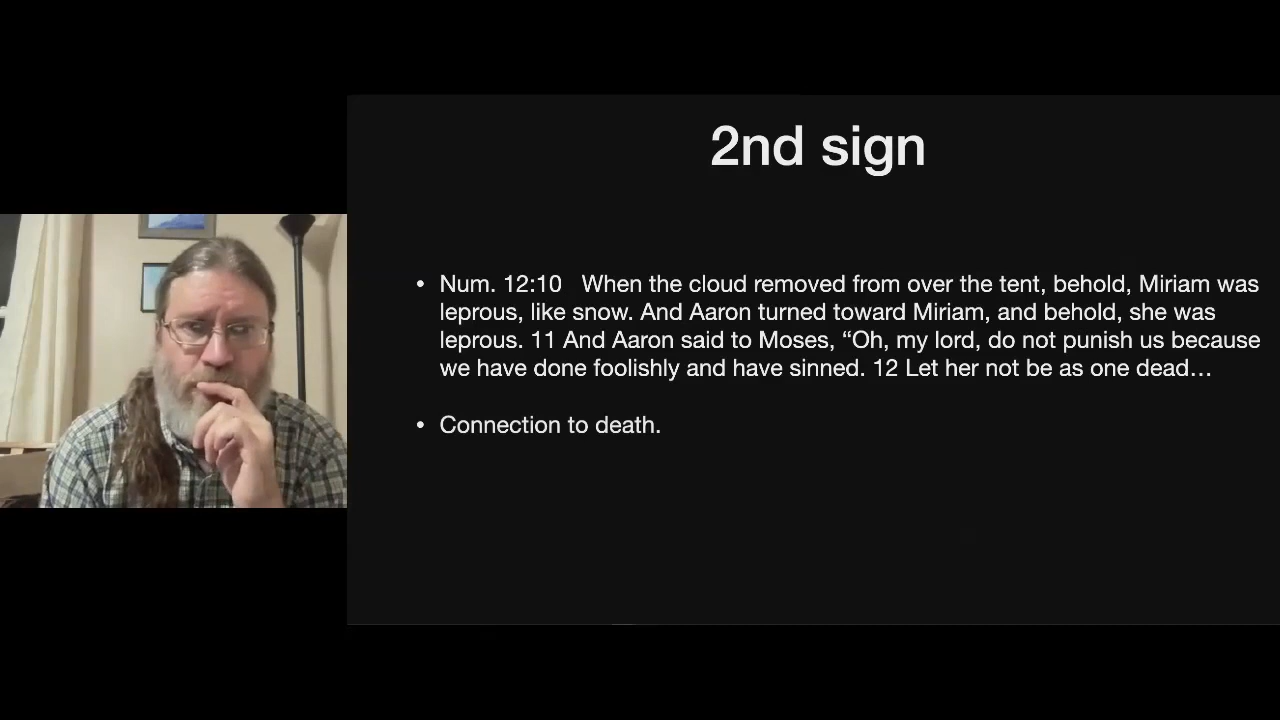 2nd sign
• Num. 12:10   When the cloud removed from over the tent, behold, Miriam was
leprous, like snow. And Aaron turned toward Miriam, and behold, she was
leprous. 11 And Aaron said to Moses, “Oh, my lord, do not punish us because
we have done foolishly and have sinned. 12 Let her not be as one dead…
• Connection to death.